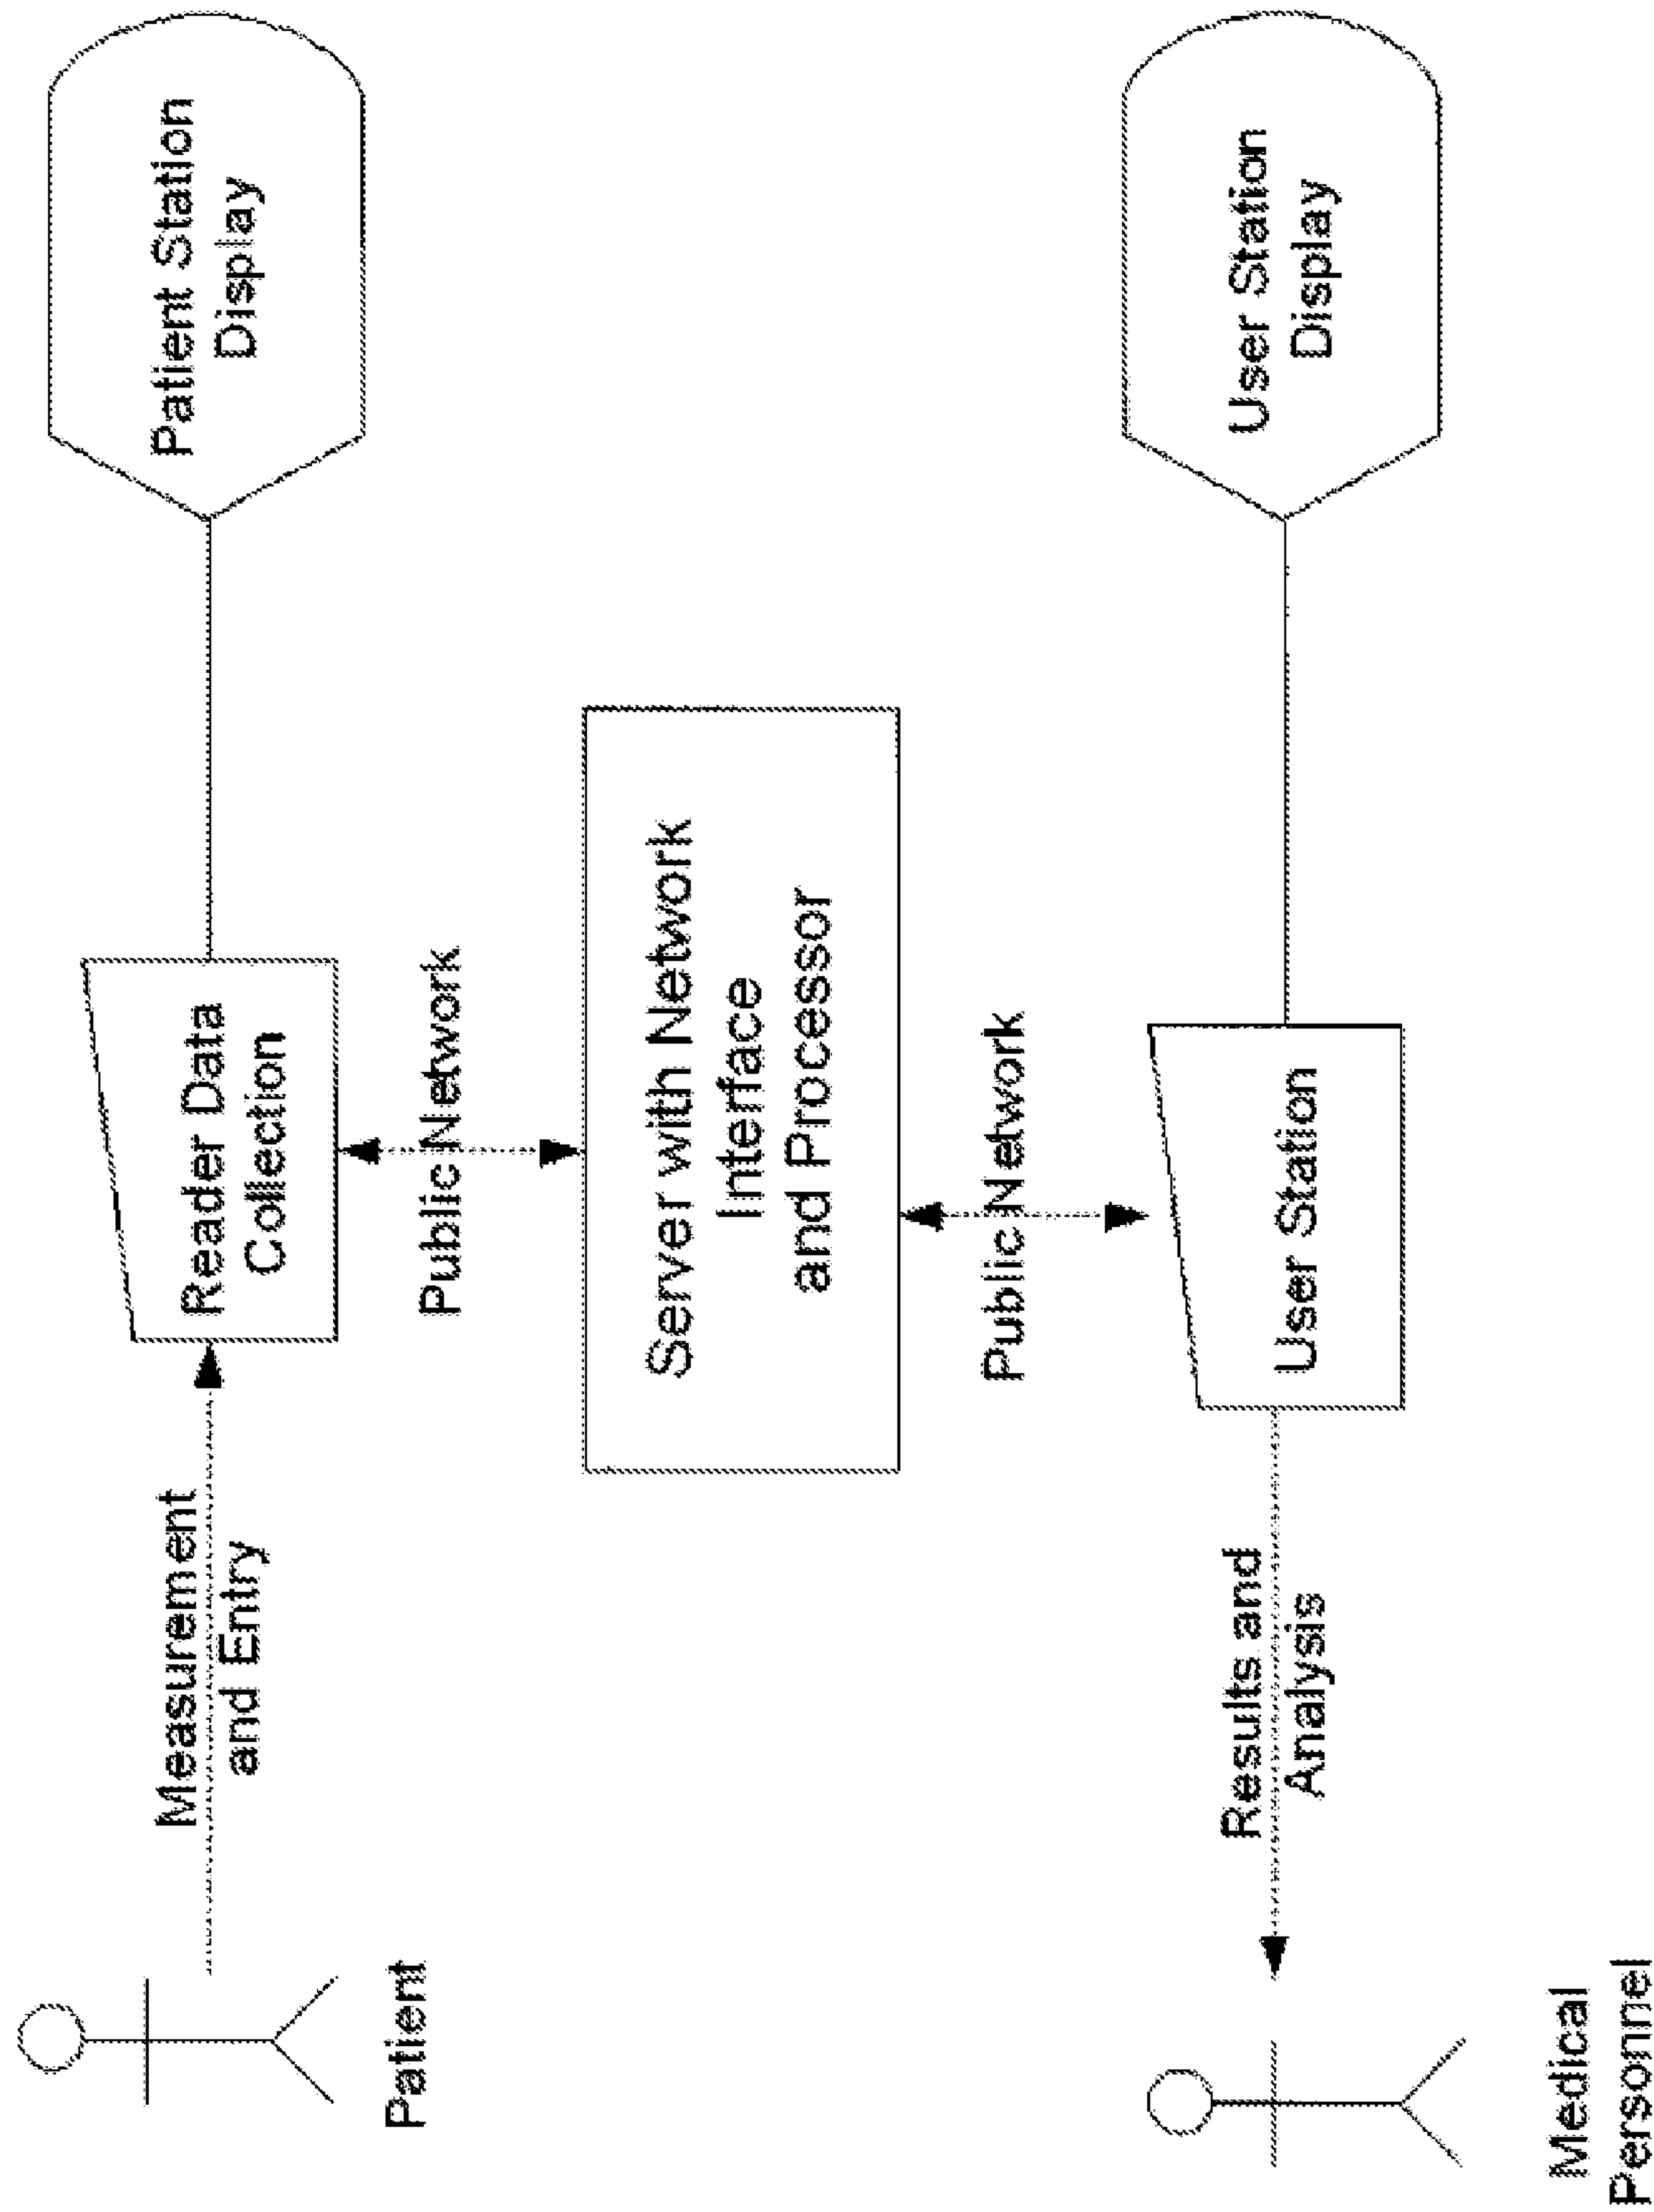 Patient
Measurement
and Entry
Reader Data
Collection
Patient Station
Display
Public Network
Server with Network
Interface
and Processor
Public Network
Medical
Personnel
Results and
Analysis
User Station
User Station
Display